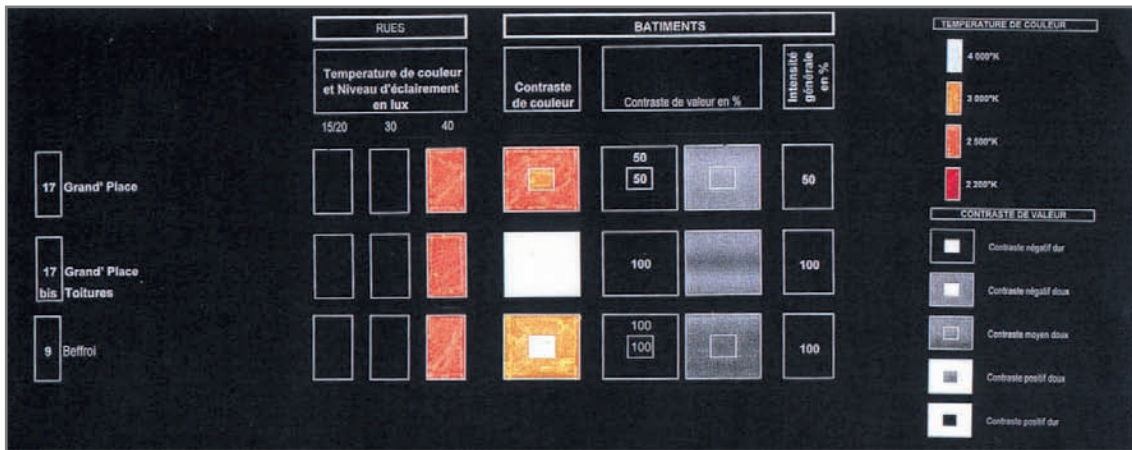 RUES
BATIMENTS
Temperature de couleur
et Niveau d'éclairement
en lux
Contraste
de couleur
Contraste de valeur en %
Intensité
générale
en %
15/20 30 40
17 Grand' Place
50
50
50
17 Grand' Place
bis Toitures
100
100
9 Beffroi
100
100
100
TEMPERATURE DE COULEUR
4 000°K
3 000°K
2 500°K
2 200°K
CONTRASTE DE VALEUR
Contraste négatif dur
Contraste négatif doux
Contraste moyen doux
Contraste positif doux
Contraste positif dur